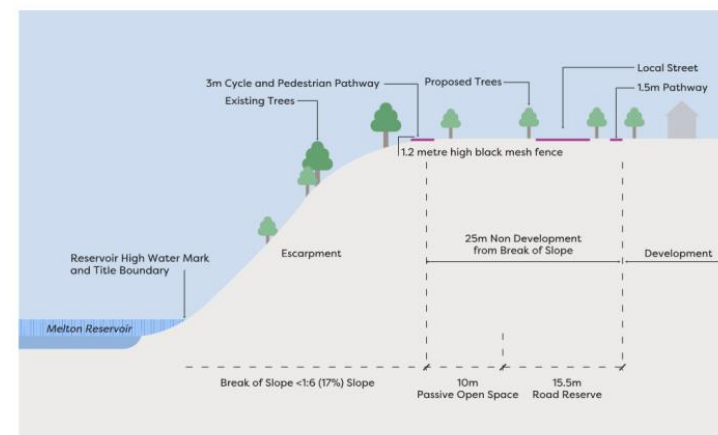 Local Street
3m Cycle and Pedestrian Pathway
Proposed Trees
1.5m Pathway
Existing Trees
1.2 metre high black mesh fence
25m Non Development
from Break of Slope
Escarpment
Development
Reservoir High Water Mark
and Title Boundary
Melton Reservoir
Break of Slope <1:6 (17%) Slope
10m
Passive Open Space
15.5m
Road Reserve